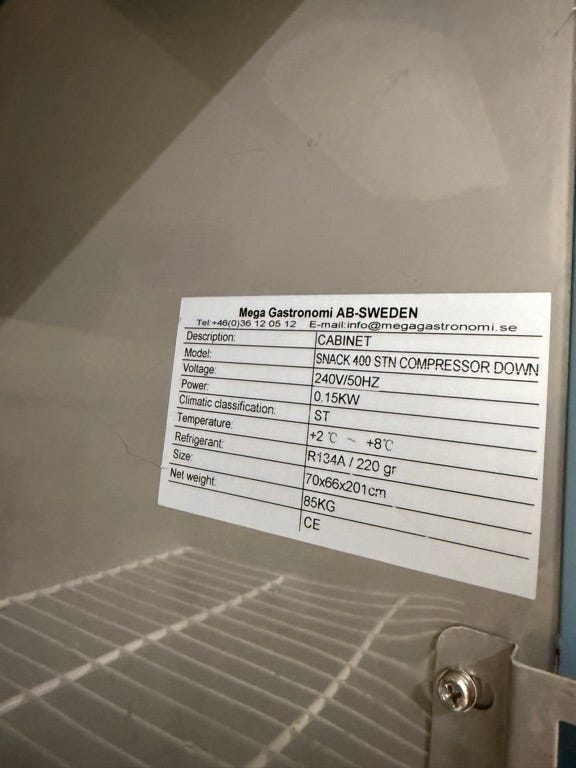 Mega Gastronomi AB-SWEDEN
Tel:+46(0)36 12 05 12 E-mail:info@megagastronomi.se
Description: CABINET
Model: SNACK 400 STN COMPRESSOR DOWN
Voltage: 240V/50HZ
Power: 0.15KW
Climatic classification: ST
Temperature: +2℃ ~ +8℃
Refrigerant: R134A / 220 gr
Size: 70x66x201cm
Net weight: 85KG
CE